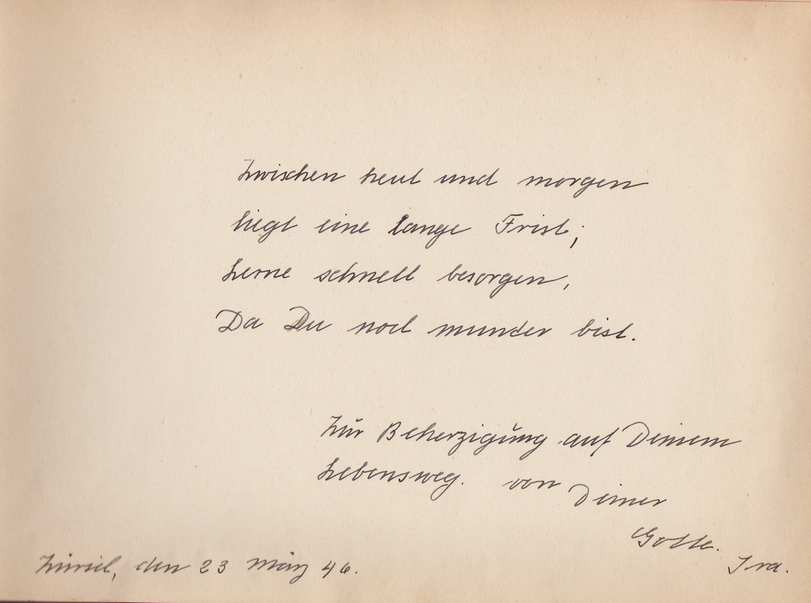 Zwischen heut und morgen
liegt eine lange Frist;
Lerne schnell besorgen,
Da Du noch munter bist.
Zur Beherzigung auf Deinem
Lebensweg. von Deiner
Gotte.
Zürich, den 23 März 46.